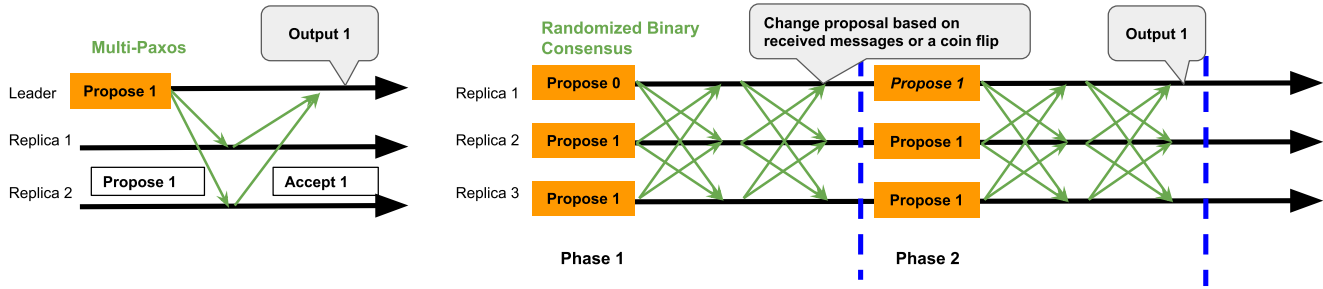 Multi-Paxos
Output 1
Leader
Propose 1
Replica 1
Propose 1
Accept 1
Replica 2
Randomized Binary
Consensus
Change proposal based on
received messages or a coin flip
Output 1
Replica 1
Propose 0
Propose 1
Replica 2
Propose 1
Propose 1
Replica 3
Propose 1
Propose 1
Phase 1
Phase 2